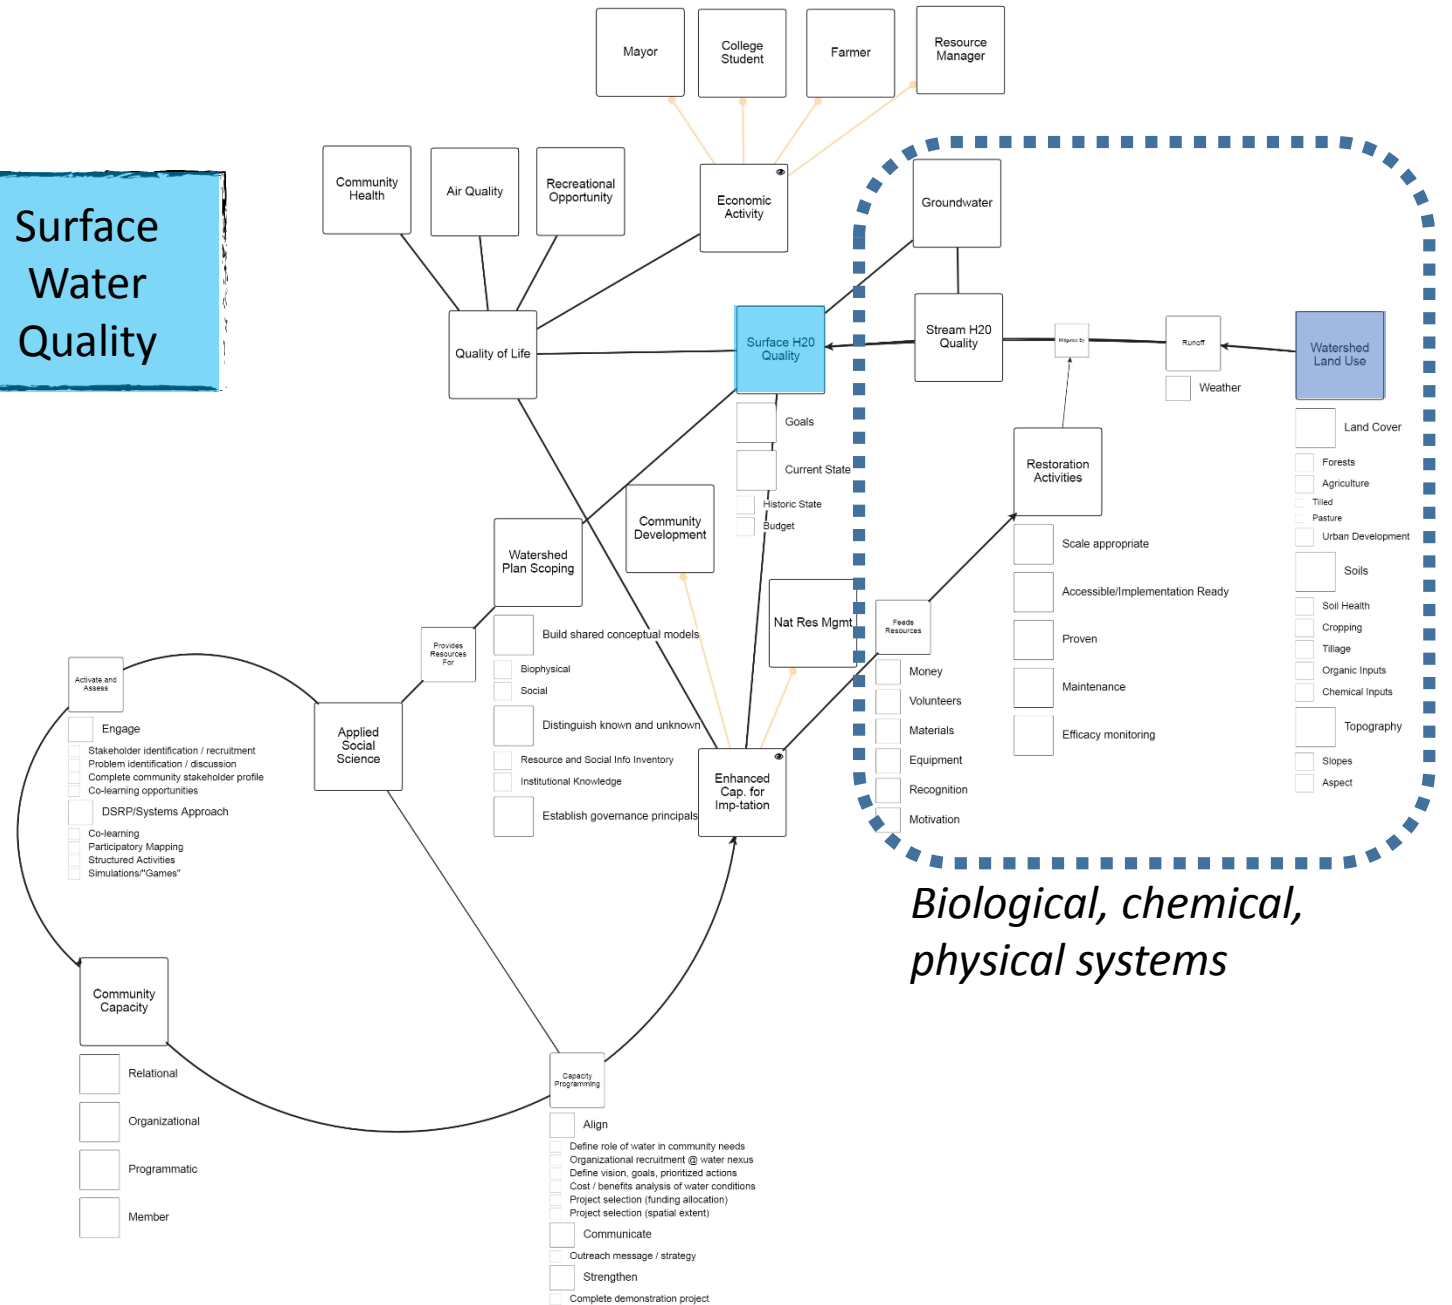 Surface
Water
Quality
Mayor
College
Student
Farmer
Resource
Manager
Community
Health
Air Quality
Recreational
Opportunity
Economic
Activity
Groundwater
Quality of Life
Surface H20
Quality
Stream H20
Quality
Mitigated By
Runoff
Watershed
Land Use
Weather
Goals
Current State
Historic State
Budget
Land Cover
Forests
Agriculture
Tilled
Pasture
Urban Development
Soils
Soil Health
Cropping
Tillage
Organic Inputs
Chemical Inputs
Topography
Slopes
Aspect
Restoration
Activities
Scale appropriate
Accessible/Implementation Ready
Proven
Maintenance
Efficacy monitoring
Community
Development
Nat Res Mgmt
Feeds
Resources
Money
Volunteers
Materials
Equipment
Recognition
Motivation
Watershed
Plan Scoping
Build shared conceptual models
Biophysical
Social
Distinguish known and unknown
Resource and Social Info Inventory
Institutional Knowledge
Establish governance principals
Provides
Resources
For
Enhanced
Cap. for
Imp-tation
Activate and
Assess
Engage
Stakeholder identification / recruitment
Problem identification / discussion
Complete community stakeholder profile
Co-learning opportunities
DSRP/Systems Approach
Co-learning
Participatory Mapping
Structured Activities
Simulations/"Games"
Applied
Social
Science
Biological, chemical,
physical systems
Community
Capacity
Relational
Organizational
Programmatic
Member
Capacity
Programming
Align
Define role of water in community needs
Organizational recruitment @ water nexus
Define vision, goals, prioritized actions
Cost / benefits analysis of water conditions
Project selection (funding allocation)
Project selection (spatial extent)
Communicate
Outreach message / strategy
Strengthen
Complete demonstration project